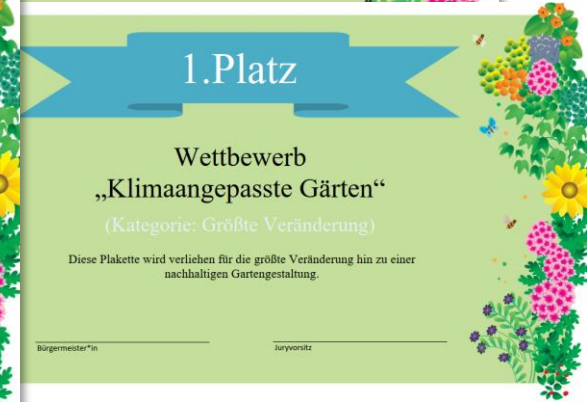 1.Platz
Wettbewerb
„Klimaangepasste Gärten“
(Kategorie: Größte Veränderung)
Diese Plakette wird verliehen für die größte Veränderung hin zu einer
nachhaltigen Gartengestaltung.
Bürgermeister*in Juryvorsitz